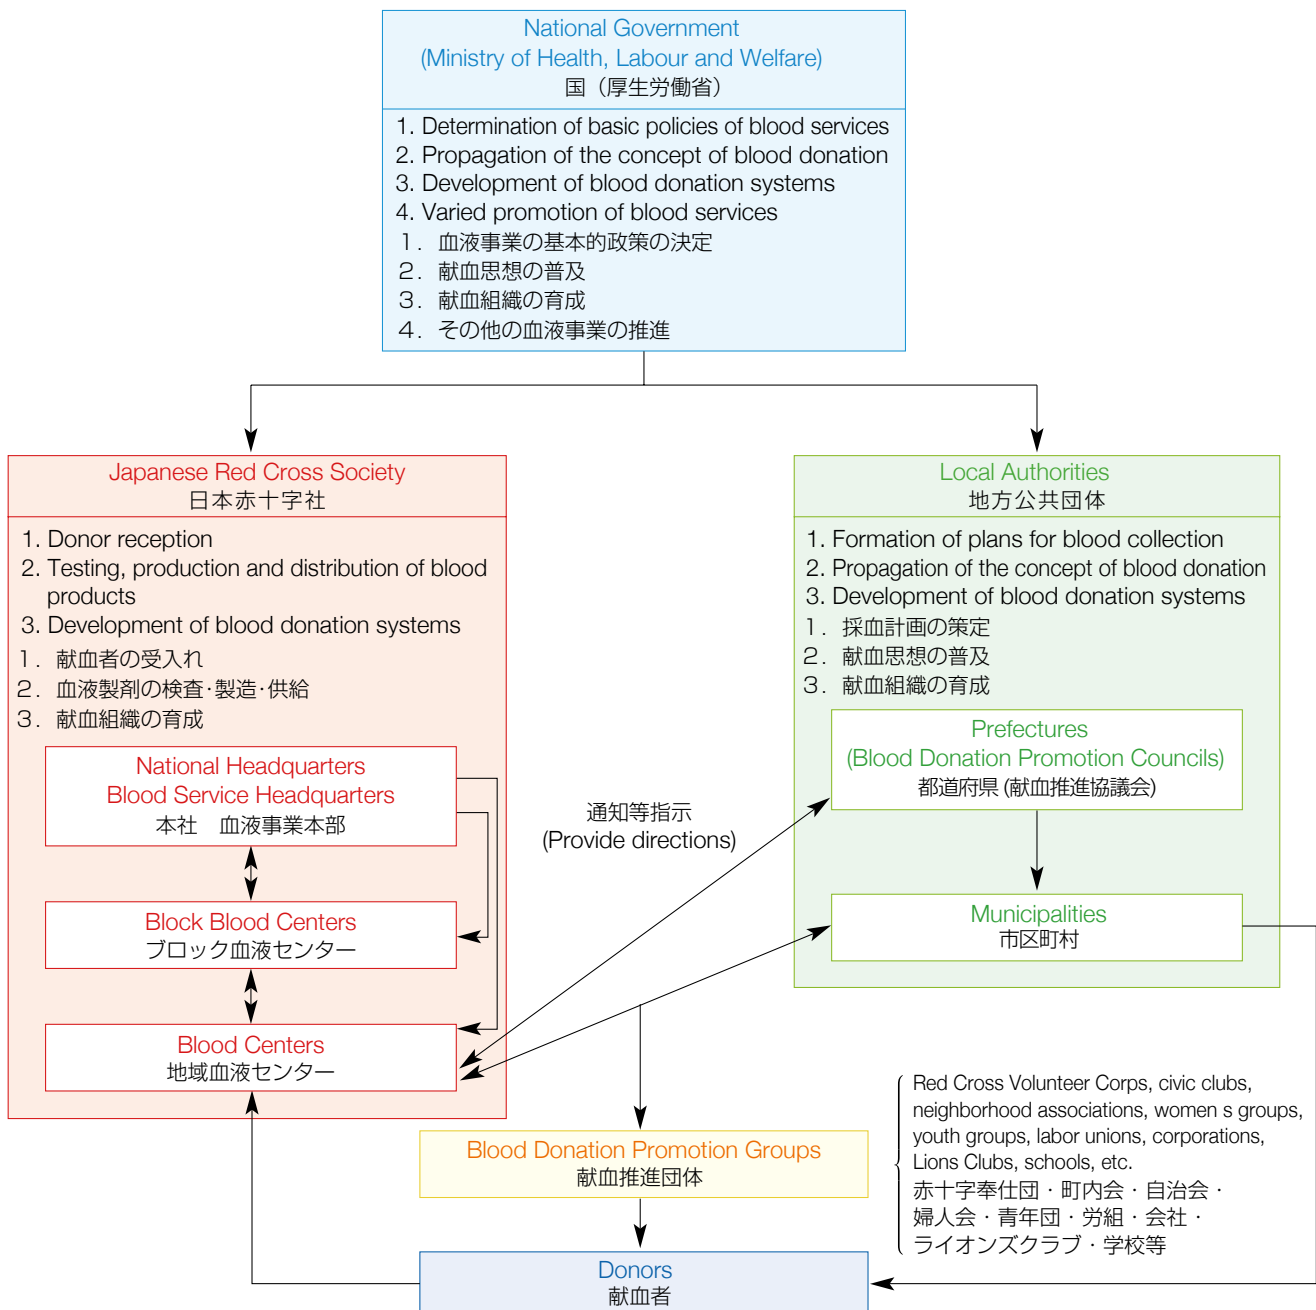 National Government
(Ministry of Health, Labour and Welfare)
国（厚生労働省）
1. Determination of basic policies of blood services
2. Propagation of the concept of blood donation
3. Development of blood donation systems
4. Varied promotion of blood services
１．血液事業の基本的政策の決定
２．献血思想の普及
３．献血組織の育成
４．その他の血液事業の推進
Japanese Red Cross Society
日本赤十字社
1. Donor reception
2. Testing, production and distribution of blood
products
3. Development of blood donation systems
１．献血者の受入れ
２．血液製剤の検査･製造･供給
３．献血組織の育成
National Headquarters
Blood Service Headquarters
本社　血液事業本部
Block Blood Centers
ブロック血液センター
Blood Centers
地域血液センター
通知等指示
(Provide directions)
Local Authorities
地方公共団体
1. Formation of plans for blood collection
2. Propagation of the concept of blood donation
3. Development of blood donation systems
１．採血計画の策定
２．献血思想の普及
３．献血組織の育成
Prefectures
(Blood Donation Promotion Councils)
都道府県 (献血推進協議会)
Municipalities
市区町村
Blood Donation Promotion Groups
献血推進団体
Red Cross Volunteer Corps, civic clubs,
neighborhood associations, women s groups,
youth groups, labor unions, corporations,
Lions Clubs, schools, etc.
赤十字奉仕団・町内会・自治会・
婦人会・青年団・労組・会社・
ライオンズクラブ・学校等
Donors
献血者